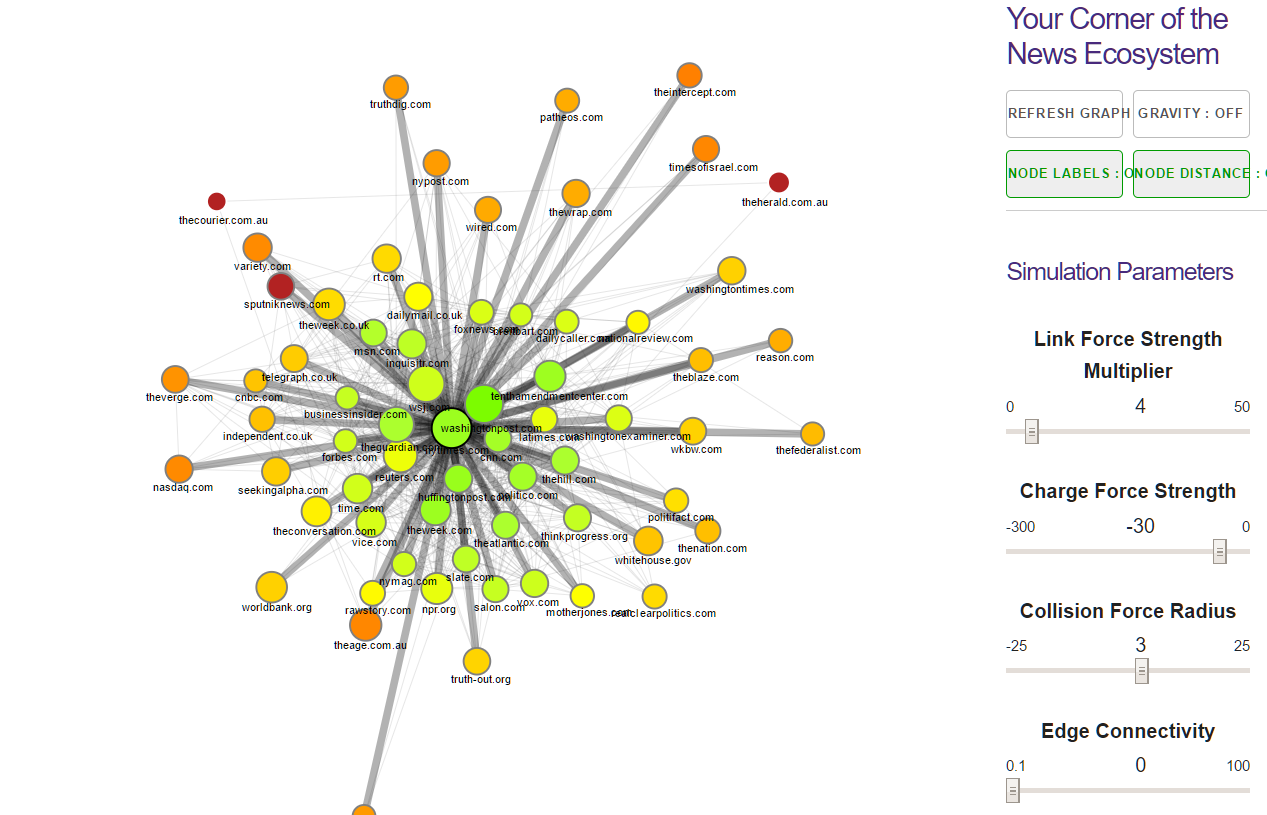 Your Corner of the
News Ecosystem
REFRESH GRAPH
GRAVITY : OFF
NODE LABELS : O
NODE DISTANCE :
Simulation Parameters
Link Force Strength
Multiplier
0 4 50
Charge Force Strength
-300 -30 0
Collision Force Radius
-25 3 25
Edge Connectivity
0.1 0 100
theintercept.com
truthdig.com
patheos.com
timesofisrael.com
nypost.com
theherald.com.au
thewrap.com
thecourier.com.au
wired.com
variety.com
rt.com
washingtontimes.com
sputniknews.com
dailymail.co.uk
theweek.co.uk
foxnews.com
breitbart.com
dailycaller.com
nationalreview.com
msn.com
inquisitr.com
reason.com
telegraph.co.uk
theblaze.com
theverge.com
cnbc.com
tenthamendmentcenter.com
businessinsider.com
wsj.com
washingtonpost.com
independent.co.uk
latimes.com
washingtonexaminer.com
theguardian.com
nytimes.com
wkbw.com
thefederalist.com
forbes.com
cnn.com
reuters.com
thehill.com
nasdaq.com
seekingalpha.com
huffingtonpost.com
politico.com
time.com
politifact.com
theconversation.com
theweek.com
thinkprogress.org
vice.com
theatlantic.com
thenation.com
whitehouse.gov
slate.com
nymag.com
worldbank.org
rawstory.com
npr.org
salon.com
vox.com
motherjones.com
realclearpolitics.com
theage.com.au
truth-out.org